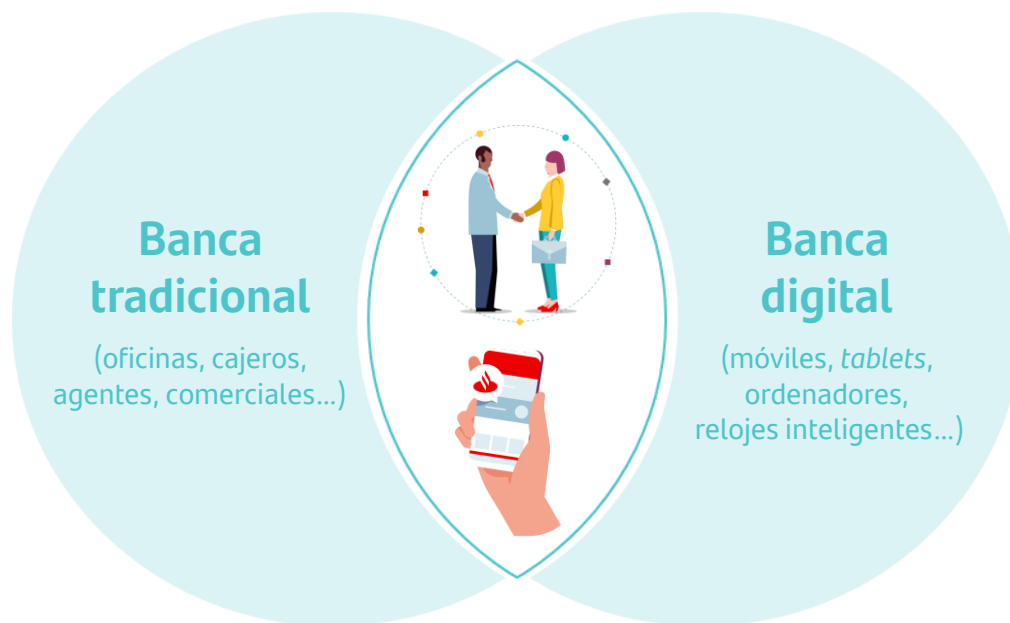 Banca
tradicional
(oficinas, cajeros,
agentes, comerciales...)
Banca
digital
(móviles, tablets,
ordenadores,
relojes inteligentes...)